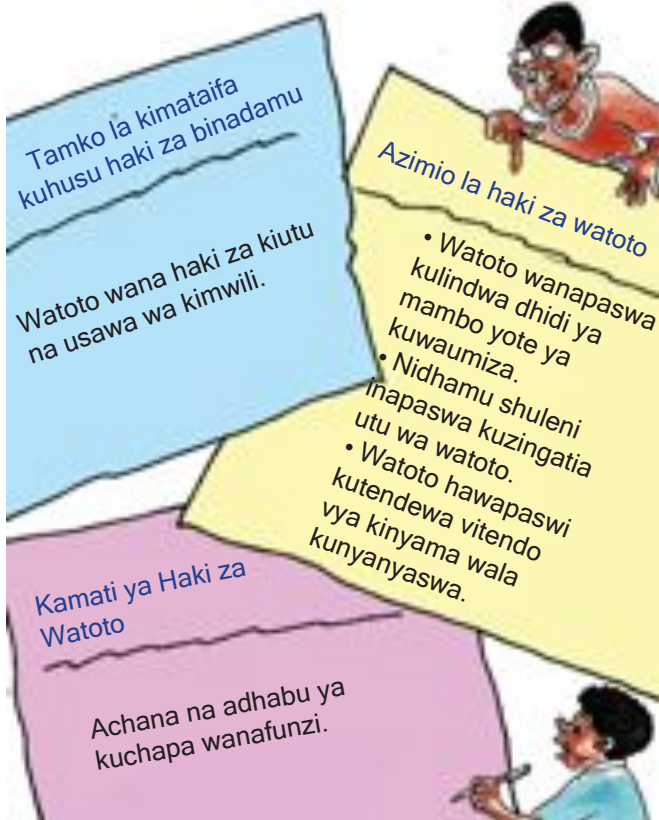 Tamko la kimataifa
kuhusu haki za binadamu
Watoto wana haki za kiutu
na usawa wa kimwili.
Azimio la haki za watoto
• Watoto wanapaswa
kulindwa dhidi ya
mambo yote ya
kuwaumiza.
• Nidhamu shuleni
inapaswa kuzingatia
utu wa watoto.
• Watoto hawapaswi
kutendewa vitendo
vya kinyama wala
kunyanyaswa.
Kamati ya Haki za
Watoto
Achana na adhabu ya
kuchapa wanafunzi.